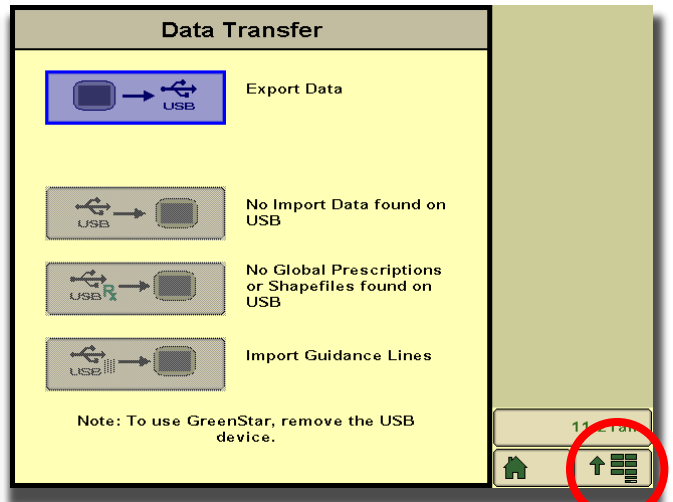 Data Transfer
USB
Export Data
USB
No Import Data found on
USB
USB Rx
No Global Prescriptions
or Shapefiles found on
USB
USB
Import Guidance Lines
Note: To use GreenStar, remove the USB
device.